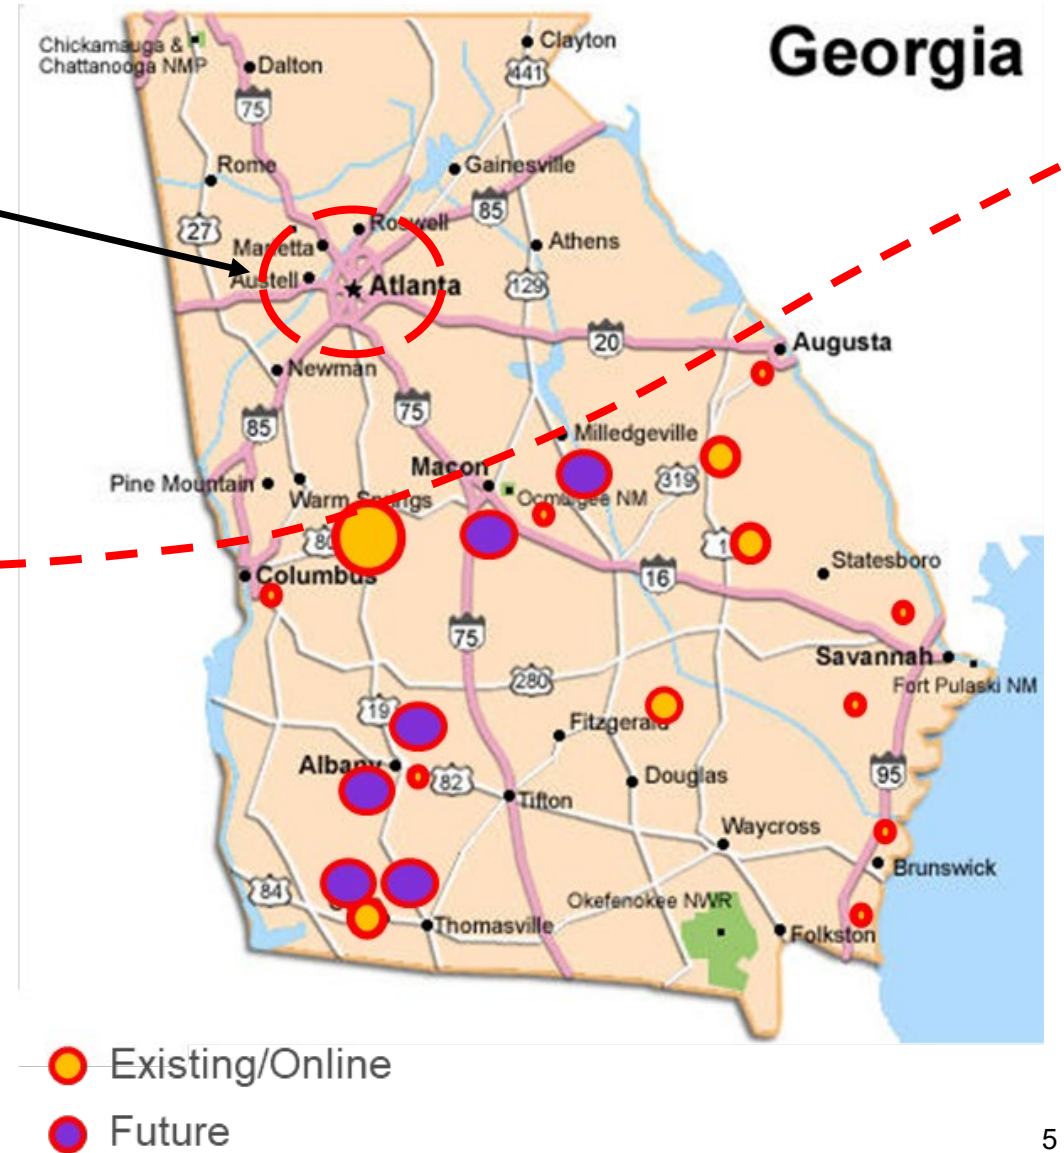 Georgia
Chickamauga &
Chattanooga NMP
Dalton
Clayton
441
75
Rome
Gainesville
85
27
Roswell
Marietta
Athens
Austell
Atlanta
129
20
Augusta
Newman
75
85
Milledgeville
Macon
Pine Mountain
Warm Springs
Ocmulgee NM
319
80
1
Columbus
16
Statesboro
75
Savannah
Fort Pulaski NM
280
19
Fitzgerald
Albany
82
Douglas
95
Tifton
Waycross
Brunswick
84
Okefenokee NWR
Thomasville
Folkston
Existing/Online
Future
5